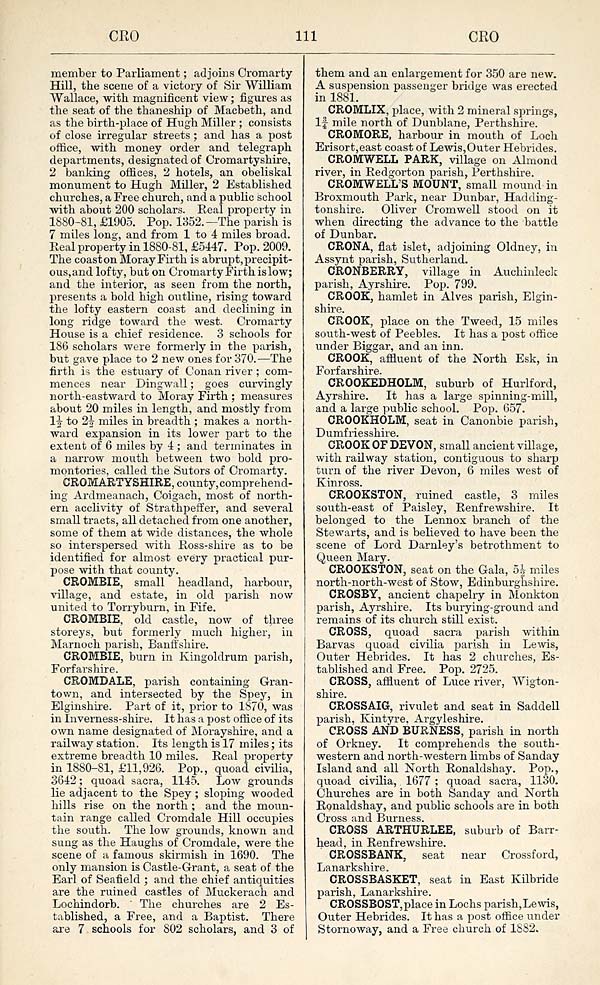 CRO 111 CRO
member to Parliament; adjoins Cromarty
Hill, the scene of a victory of Sir William
Wallace, with magnificent view; figures as
the seat of the thaneship of Macbeth, and
as the birth-place of Hugh Miller; consists
of close irregular streets; and has a post
office, with money order and telegraph
departments, designated of Cromartyshire,
2 banking offices, 2 hotels, an obeliskal
monument to Hugh Miller, 2 Established
churches, a Free church, and a public school
with about 200 scholars. Real property in
1880-81, £1905. Pop. 1352.—The parish is
7 miles long, and from 1 to 4 miles broad.
Real property in 1880-81, £5447. Pop. 2009.
The coast on Moray Firth is abrupt, precipit-
ous, and lofty, but on Cromarty Firth is low;
and the interior, as seen from the north,
presents a bold high outline, rising toward
the lofty eastern coast and declining in
long ridge toward the west. Cromarty
House is a chief residence. 3 schools for
186 scholars were formerly in the parish,
but gave place to 2 new ones for 370.—The
firth is the estuary of Conan river; com-
mences near Dingwall; goes curvingly
north-eastward to Moray Firth; measures
about 20 miles in length, and mostly from
1½ to 2½ miles in breadth; makes a north-
ward expansion in its lower part to the
extent of 6 miles by 4; and terminates in
a narrow mouth between two bold pro-
montories, called the Sutors of Cromarty.
CROMARTYSHIRE, county, comprehend-
ing Ardmeanach, Coigach, most of north-
ern acclivity of Strathpeffer, and several
small tracts, all detached from one another,
some of them at wide distances, the whole
so interspersed with Ross-shire as to be
identified for almost every practical pur-
pose with that county.
CROMBIE, small headland, harbour,
village, and estate, in old parish now
united to Torryburn, in Fife.
CROMBIE, old castle, now of three
storeys, but formerly much higher, in
Marnoch parish, Banffshire.
CROMBIE, burn in Kingoldrum parish,
Forfarshire.
CROMDALE, parish containing Gran-
town, and intersected by the Spey, in
Elginshire. Part of it, prior to 1870, was
in Inverness-shire. It has a post office of its
own name designated of Morayshire, and a
railway station. Its length is 17 miles; its
extreme breadth 10 miles. Real property
in 1880-81, £11,926. Pop., quoad civilia,
3642; quoad sacra, 1145. Low grounds
lie adjacent to the Spey; sloping wooded
hills rise on the north; and the moun-
tain range called Cromdale Hill occupies
the south. The low grounds, known and
sung as the Haughs of Cromdale, were the
scene of a famous skirmish in 1690. The
only mansion is Castle-Grant, a seat of the
Earl of Seafield; and the chief antiquities
are the ruined castles of Muckerach and
Lochindorb. The churches are 2 Es-
tablished, a Free, and a Baptist. There
are 7 schools for 802 scholars, and 3 of
them and an enlargement for 350 are new.
A suspension passenger bridge was erected
in 1881.
CROMLIX, place, with 2 mineral springs,
1¾ mile north of Dunblane, Perthshire.
CROMORE, harbour in mouth of Loch
Erisort, east coast of Lewis, Outer Hebrides.
CROMWELL PARK, village on Almond
river, in Redgorton parish, Perthshire.
CROMWELL'S MOUNT, small mound in
Broxmouth Park, near Dunbar, Hadding-
tonshire. Oliver Cromwell stood on it
when directing the advance to the battle
of Dunbar.
CRONA, flat islet, adjoining Oldney, in
Assynt parish, Sutherland.
CRONBERRY, village in Auchinleck
parish, Ayrshire. Pop. 799.
CROOK, hamlet in Alves parish, Elgin-
shire.
CROOK, place on the Tweed, 15 miles
south-west of Peebles. It has a post office
under Biggar, and an inn.
CROOK, affluent of the North Esk, in
Forfarshire.
CROOKEDHOLM, suburb of Hurlford,
Ayrshire. It has a large spinning-mill,
and a large public school. Pop. 657.
CROOKHOLM, seat in Canonbie parish,
Dumfriesshire.
CROOK OF DEVON, small ancient village,
with railway station, contiguous to sharp
turn of the river Devon, 6 miles west of
Kinross.
CROOKSTON, ruined castle, 3 miles
south-east of Paisley, Renfrewshire. It
belonged to the Lennox branch of the
Stewarts, and is believed to have been the
scene of Lord Darnley's betrothment to
Queen Mary.
CROOKSTON, seat on the Gala, 5½ miles
north-north-west of Stow, Edinburghshire.
CROSBY, ancient chapelry in Monkton
parish, Ayrshire. Its burying-ground and
remains of its church still exist.
CROSS, quoad sacra parish within
Barvas quoad civilia parish in Lewis,
Outer Hebrides. It has 2 churches, Es-
tablished and Free. Pop. 2725.
CROSS, affluent of Luce river, Wigton-
shire.
CROSSAIG, rivulet and seat in Saddell
parish, Kintyre, Argyleshire.
CROSS AND BURNESS, parish in north
of Orkney. It comprehends the south-
western and north-western limbs of Sanday
Island and all North Ronaldshay. Pop.,
quoad civilia, 1677; quoad sacra, 1130.
Churches are in both Sanday and North
Ronaldshay, and public schools are in both
Cross and Burness.
CROSS ARTHURLEE, suburb of Barr-
head, in Renfrewshire.
CROSSBANK, seat near Crossford,
Lanarkshire.
CROSSBASKET, seat in East Kilbride
parish, Lanarkshire.
CROSSBOST, place in Lochs parish, Lewis,
Outer Hebrides. It has a post office under
Stornoway, and a Free church of 1882.